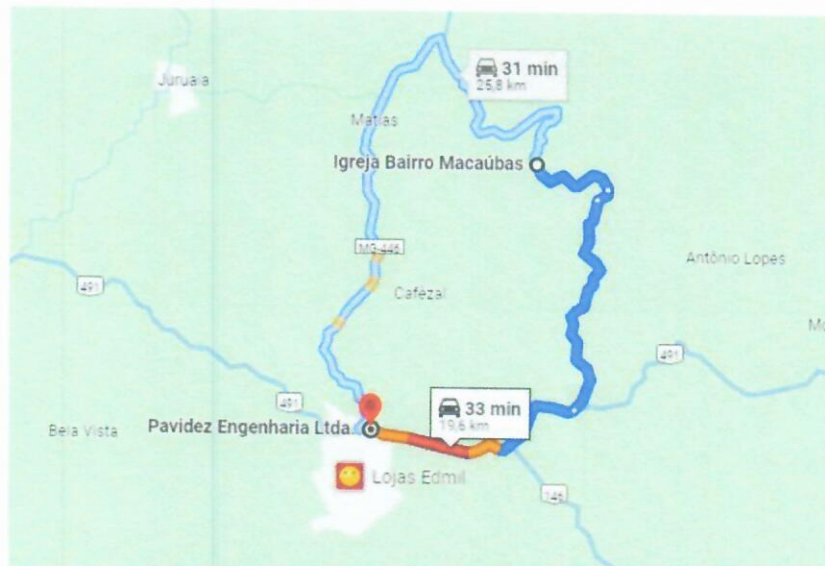 Juruaia
31 min
25,8 km
Matias
Igreja Bairro Macaúbas
MG-446
Antônio Lopes
491
Cafezal
491
491
33 min
19,6 km
Bela Vista
Pavidez Engenharia Ltda.
Lojas Edmil
146